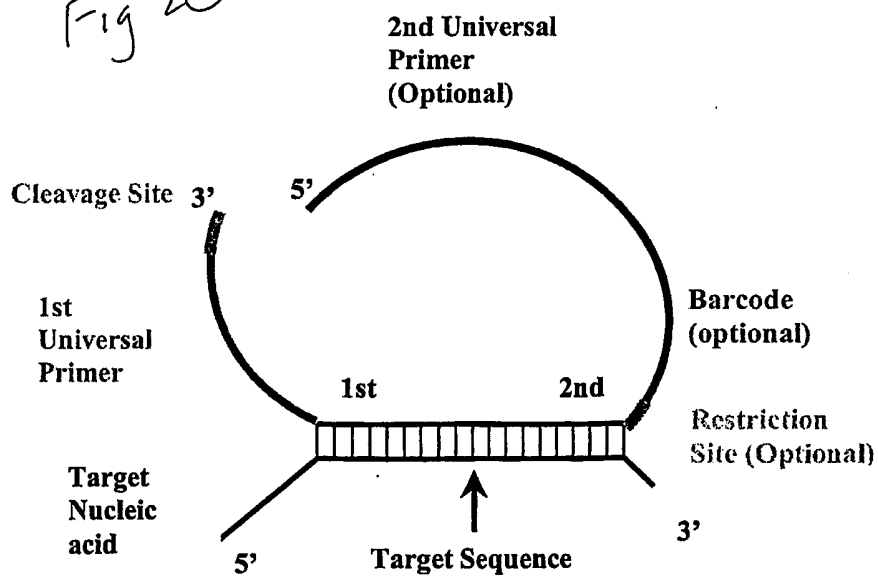 Fig
2nd Universal
Primer
(Optional)
Cleavage Site 3’
5’
1st
Universal
Primer
Barcode
(optional)
1st
2nd
Restriction
Site (Optional)
Target
Nucleic
acid
5’
Target Sequence
3’